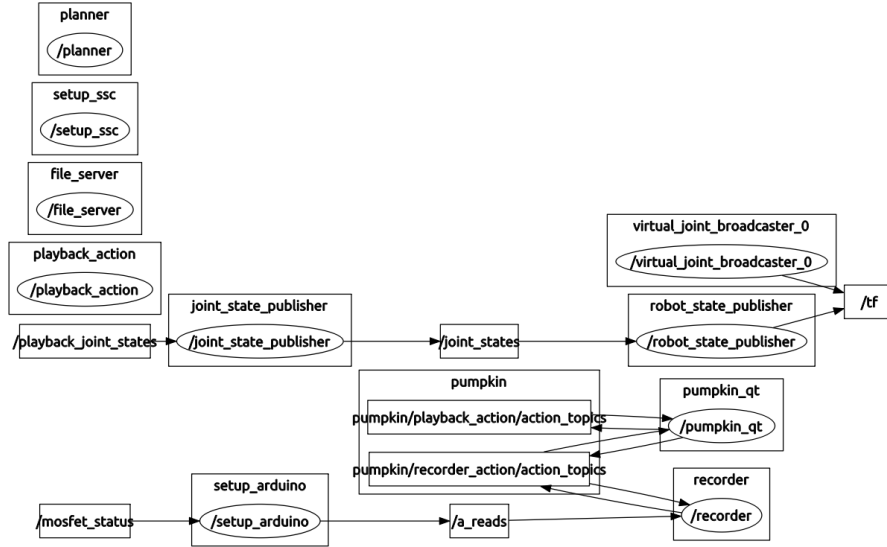 planner
/planner
setup_ssc
/setup_ssc
file_server
/file_server
playback_action
/playback_action
virtual_joint_broadcaster_0
/virtual_joint_broadcaster_0
/tf
joint_state_publisher
robot_state_publisher
/playback_joint_states
/joint_state_publisher
/joint_states
/robot_state_publisher
pumpkin
pumpkin_qt
pumpkin/playback_action/action_topics
/pumpkin_qt
pumpkin/recorder_action/action_topics
setup_arduino
recorder
/mosfet_status
/setup_arduino
/a_reads
/recorder